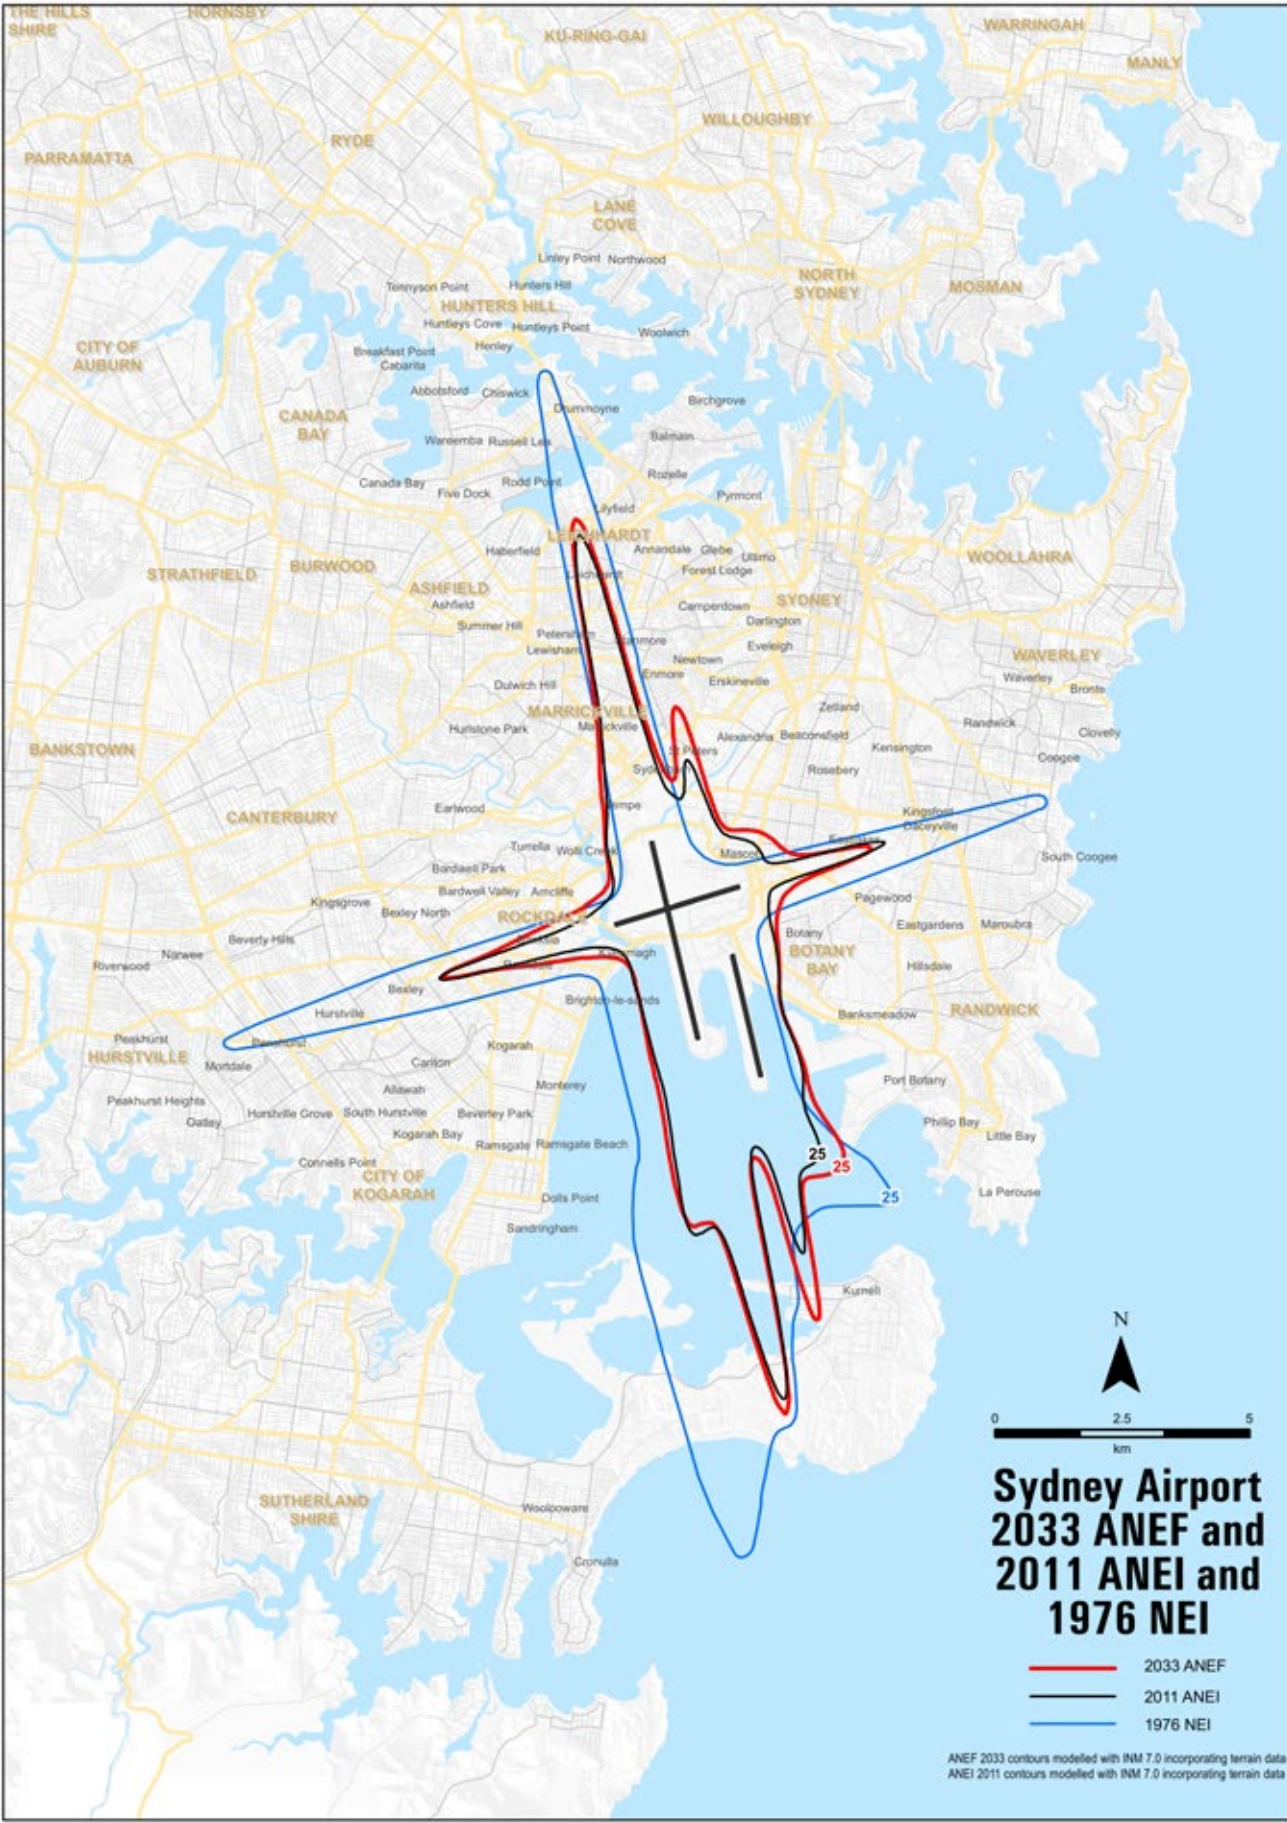 THE HILLS
SHIRE
HORNSBY
KU-RING-GAI
WARRINGAH
MANLY
WILLOUGHBY
RYDE
PARRAMATTA
LANE
COVE
Linley Point
Northwood
NORTH
SYDNEY
MOSMAN
Tennyson Point
Hunters Hill
HUNTERS HILL
Huntleys Cove
Huntleys Point
Woolwich
Henley
CITY OF
AUBURN
Breakfast Point
Cabarita
Abbotsford
Chiswick
Drummoyne
Birchgrove
CANADA
BAY
Wareemba
Russell Lea
Balmain
Rozelle
Canada Bay
Five Dock
Rodd Point
Pyrmont
Lilyfield
LEICHHARDT
Haberfield
Annandale
Glebe
Ultimo
WOOLLAHRA
STRATHFIELD
BURWOOD
Leichhardt
Forest Lodge
ASHFIELD
Ashfield
Camperdown
SYDNEY
Summer Hill
Darlington
Petersham
Stanmore
Eveleigh
Lewisham
Newtown
WAVERLEY
Waverley
Enmore
Erskineville
Bronte
Dulwich Hill
MARRICKVILLE
Zetland
Marrickville
Hurlstone Park
Randwick
Clovelly
Alexandria
Beaconsfield
Kensington
BANKSTOWN
St Peters
Coogee
Sydenham
Rosebery
Earlwood
Tempe
CANTERBURY
Kingsford
Daceyville
Eastlakes
Turrella
Wolli Creek
Mascot
South Coogee
Bardwell Park
Bardwell Valley
Arncliffe
Pagewood
Kingsgrove
Bexley North
ROCKDALE
Eastgardens
Maroubra
Beverly Hills
Banksia
Botany
BOTANY
BAY
Narwee
Riverwood
Rockdale
Kyeemagh
Hillsdale
Bexley
Brighton-le-sands
Hurstville
Banksmeadow
RANDWICK
Peakhurst
Penshurst
Kogarah
HURSTVILLE
Mortdale
Carlton
Port Botany
Allawah
Monterey
Peakhurst Heights
Oatley
Hurstville Grove
South Hurstville
Beverley Park
Phillip Bay
Little Bay
Kogarah Bay
Ramsgate
Ramsgate Beach
25
25
Connells Point
CITY OF
KOGARAH
25
La Perouse
Dolls Point
Sandringham
Kurnell
N
0 2.5 5
km
SUTHERLAND
SHIRE
Woolooware
Cronulla
Sydney Airport
2033 ANEF and
2011 ANEI and
1976 NEI
2033 ANEF
2011 ANEI
1976 NEI
ANEF 2033 contours modelled with INM 7.0 incorporating terrain data
ANEI 2011 contours modelled with INM 7.0 incorporating terrain data